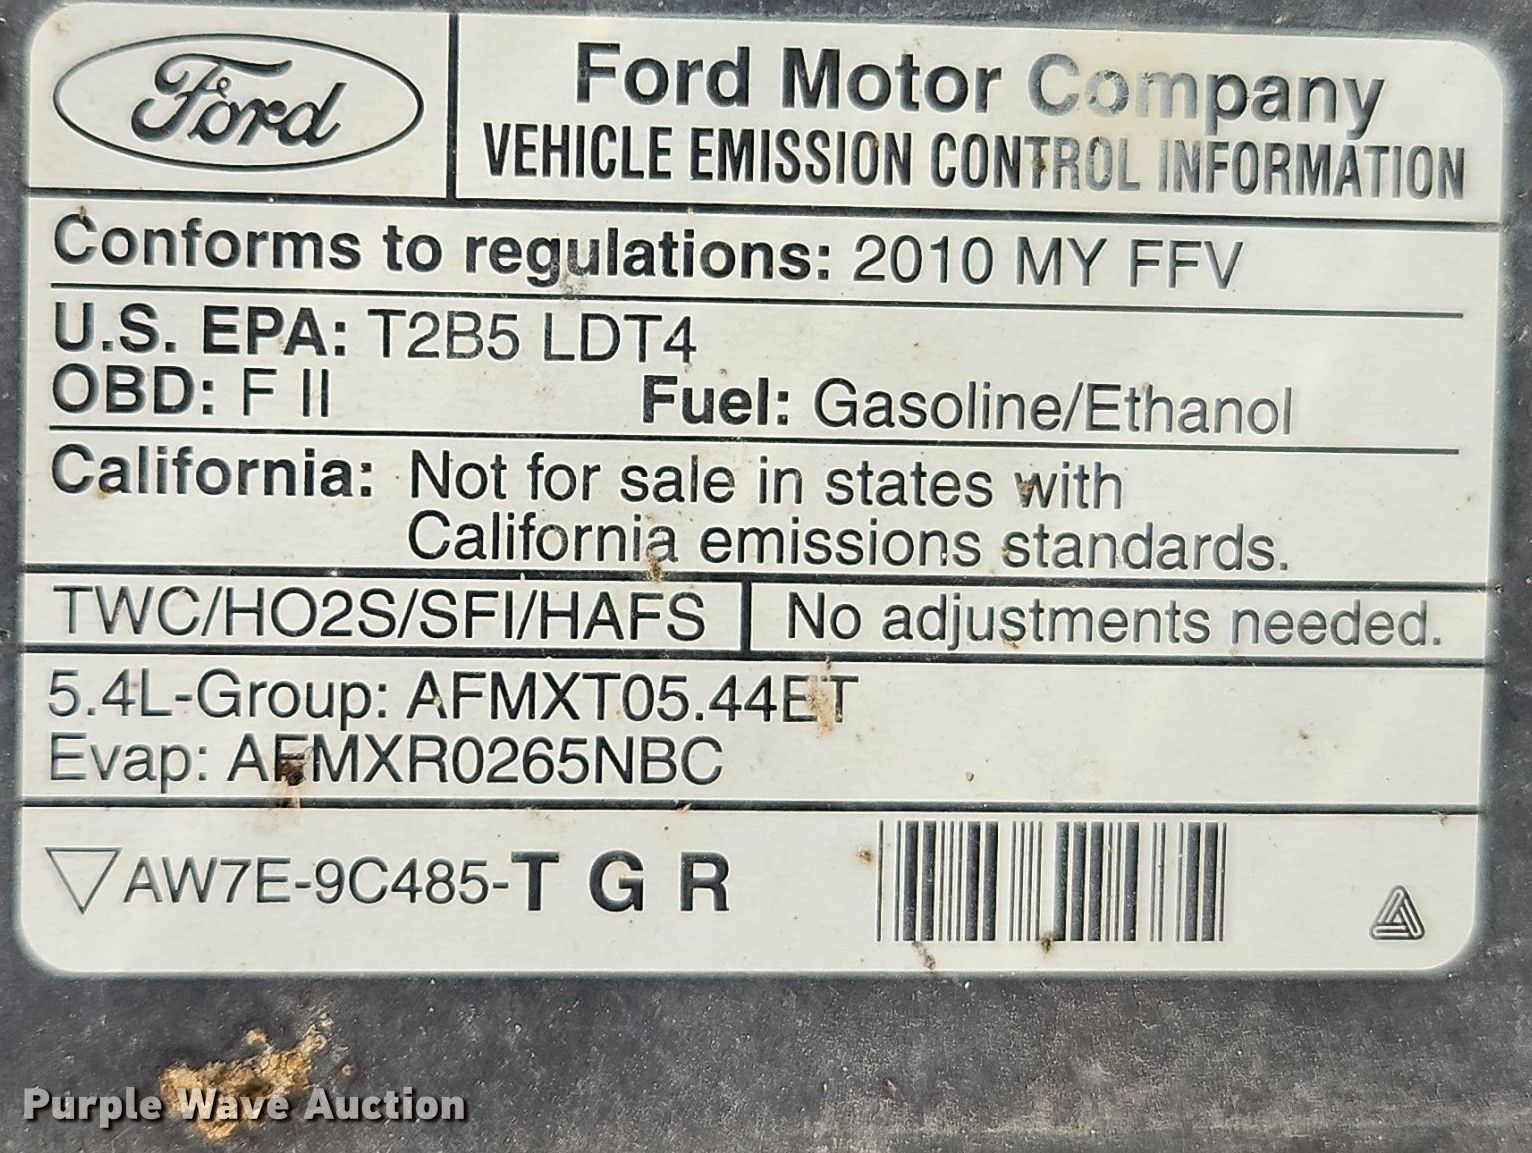 Ford
Ford Motor Company
VEHICLE EMISSION CONTROL INFORMATION
Conforms to regulations: 2010 MY FFV
U.S. EPA: T2B5 LDT4
OBD: F II Fuel: Gasoline/Ethanol
California: Not for sale in states with
California emissions standards.
TWC/HO2S/SFI/HAFS No adjustments needed.
5.4L-Group: AFMXT05.44ET
Evap: AFMXR0265NBC
AW7E-9C485-T G R
Purple Wave Auction